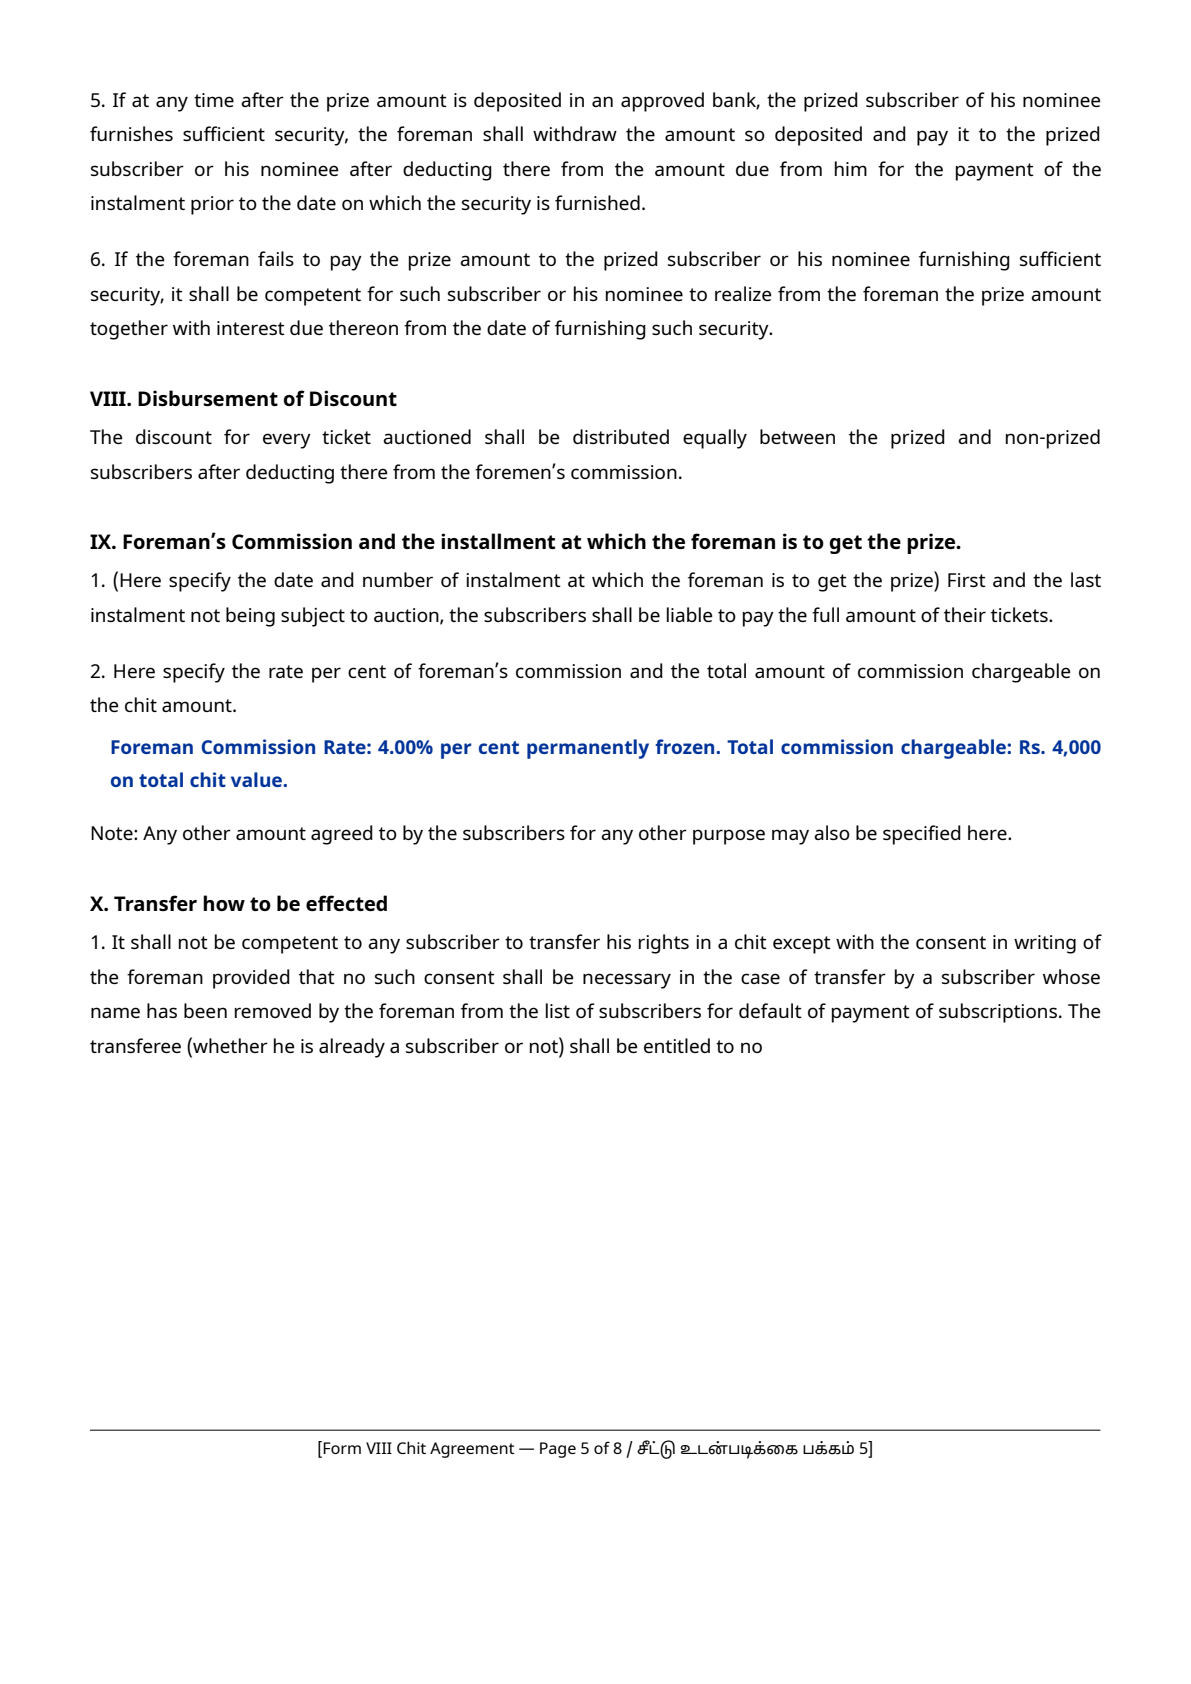 5. If at any time after the prize amount is deposited in an approved bank, the prized subscriber of his nominee
furnishes sufficient security, the foreman shall withdraw the amount so deposited and pay it to the prized
subscriber or his nominee after deducting there from the amount due from him for the payment of the
instalment prior to the date on which the security is furnished.
6. If the foreman fails to pay the prize amount to the prized subscriber or his nominee furnishing sufficient
security, it shall be competent for such subscriber or his nominee to realize from the foreman the prize amount
together with interest due thereon from the date of furnishing such security.
VIII. Disbursement of Discount
The discount for every ticket auctioned shall be distributed equally between the prized and non-prized
subscribers after deducting there from the foremen's commission.
IX. Foreman's Commission and the installment at which the foreman is to get the prize.
1. (Here specify the date and number of instalment at which the foreman is to get the prize) First and the last
instalment not being subject to auction, the subscribers shall be liable to pay the full amount of their tickets.
2. Here specify the rate per cent of foreman's commission and the total amount of commission chargeable on
the chit amount.
Foreman Commission Rate: 4.00% per cent permanently frozen. Total commission chargeable: Rs. 4,000
on total chit value.
Note: Any other amount agreed to by the subscribers for any other purpose may also be specified here.
X. Transfer how to be effected
1. It shall not be competent to any subscriber to transfer his rights in a chit except with the consent in writing of
the foreman provided that no such consent shall be necessary in the case of transfer by a subscriber whose
name has been removed by the foreman from the list of subscribers for default of payment of subscriptions. The
transferee (whether he is already a subscriber or not) shall be entitled to no
[Form VIII Chit Agreement — Page 5 of 8 / சீட்டு உடன்படிக்கை பக்கம் 5]